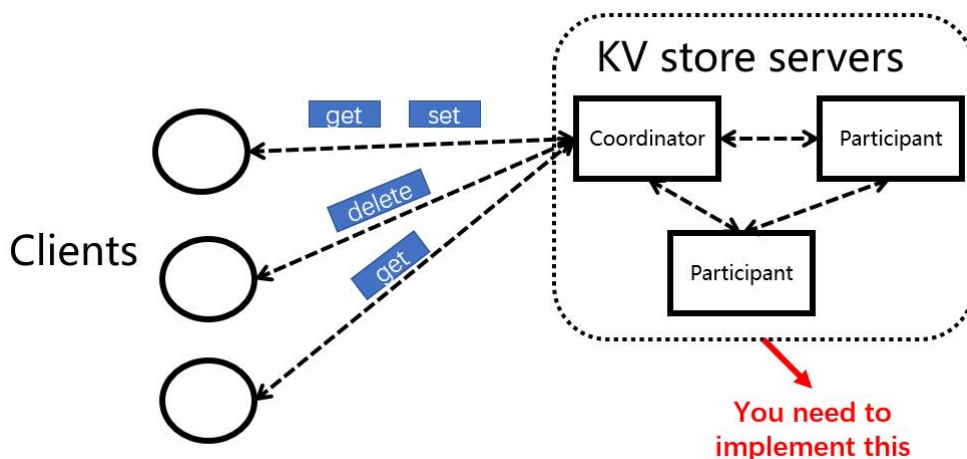 KV store servers
get set
Coordinator
Participant
delete
Clients
get
Participant
You need to
implement this